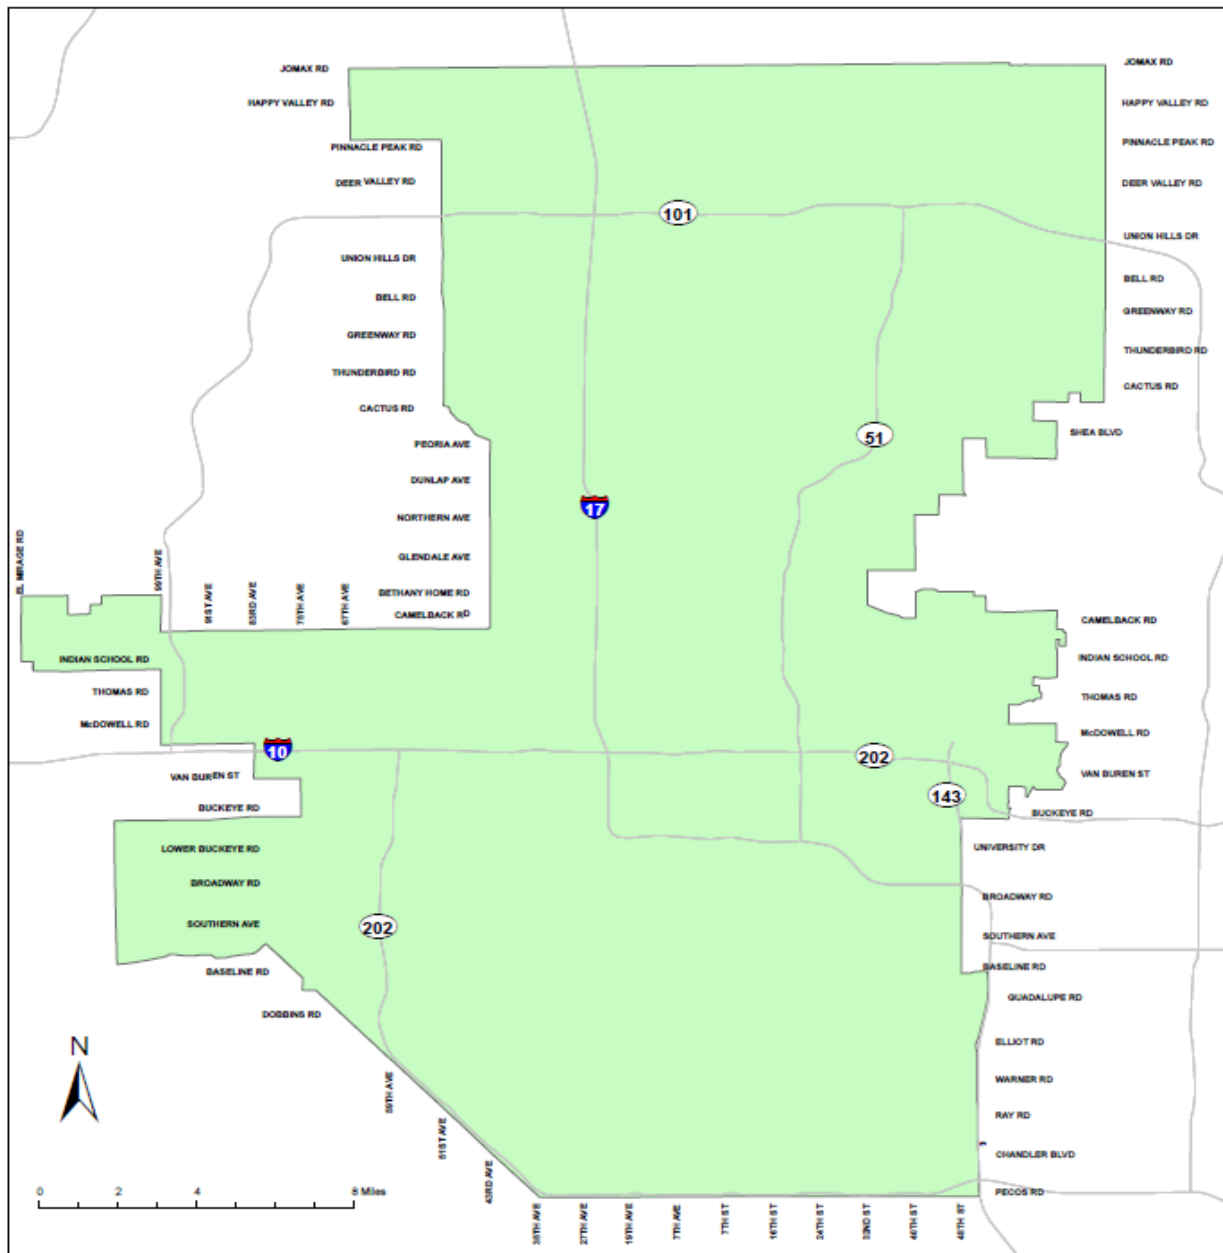 JOMAX RD
JOMAX RD
HAPPY VALLEY RD
HAPPY VALLEY RD
PINNACLE PEAK RD
PINNACLE PEAK RD
DEER VALLEY RD
DEER VALLEY RD
101
UNION HILLS DR
UNION HILLS DR
BELL RD
BELL RD
GREENWAY RD
GREENWAY RD
THUNDERBIRD RD
THUNDERBIRD RD
CACTUS RD
CACTUS RD
SHEA BLVD
51
PEORIA AVE
DUNLAP AVE
17
NORTHERN AVE
GLENDALE AVE
EL MIRAGE RD
99TH AVE
91ST AVE
83RD AVE
75TH AVE
67TH AVE
BETHANY HOME RD
CAMELBACK RD
CAMELBACK RD
INDIAN SCHOOL RD
INDIAN SCHOOL RD
THOMAS RD
THOMAS RD
McDOWELL RD
McDOWELL RD
10
202
VAN BUREN ST
VAN BUREN ST
143
BUCKEYE RD
BUCKEYE RD
LOWER BUCKEYE RD
UNIVERSITY DR
BROADWAY RD
BROADWAY RD
SOUTHERN AVE
202
SOUTHERN AVE
BASELINE RD
BASELINE RD
GUADALUPE RD
DOBBINS RD
ELLIOT RD
N
59TH AVE
WARNER RD
51ST AVE
RAY RD
CHANDLER BLVD
43RD AVE
PECOS RD
0 2 4 8 Miles
35TH AVE
27TH AVE
19TH AVE
7TH AVE
7TH ST
16TH ST
24TH ST
32ND ST
40TH ST
48TH ST